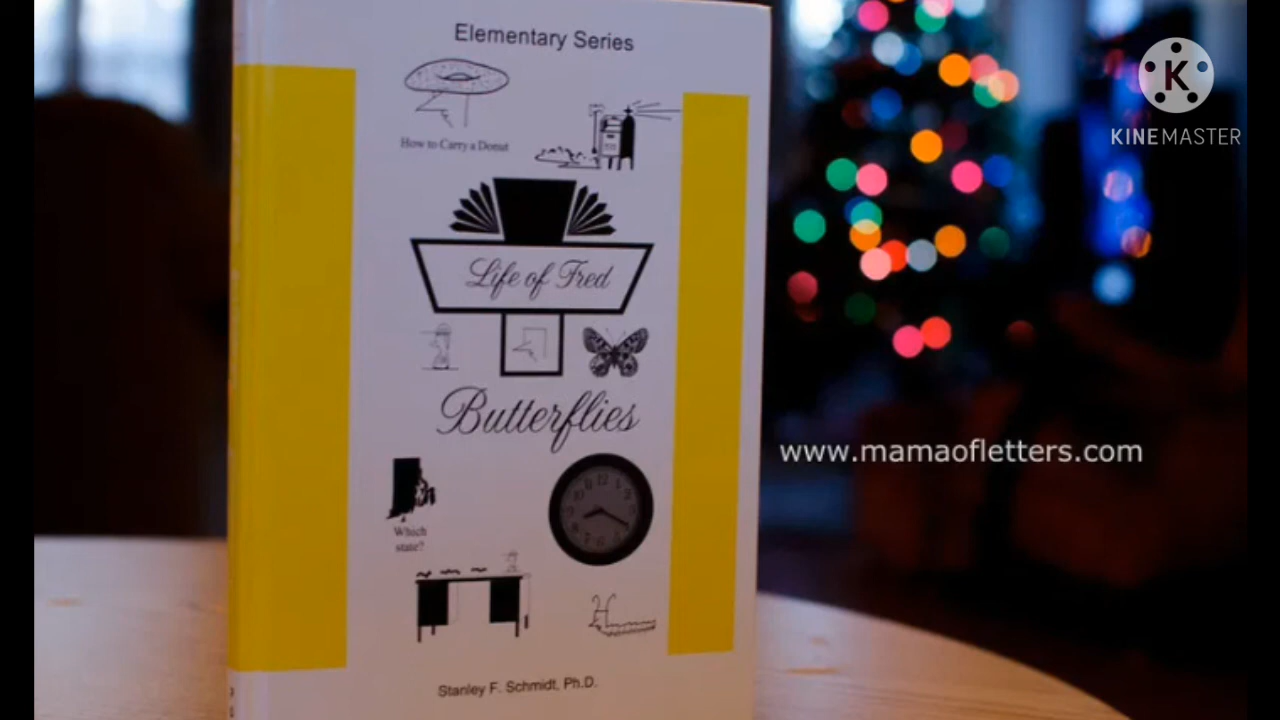 Elementary Series
How to Carry a Donut
Life of Fred
Butterflies
Which
state?
Stanley F. Schmidt, Ph.D.
K
KINEMASTER
www.mamaofletters.com